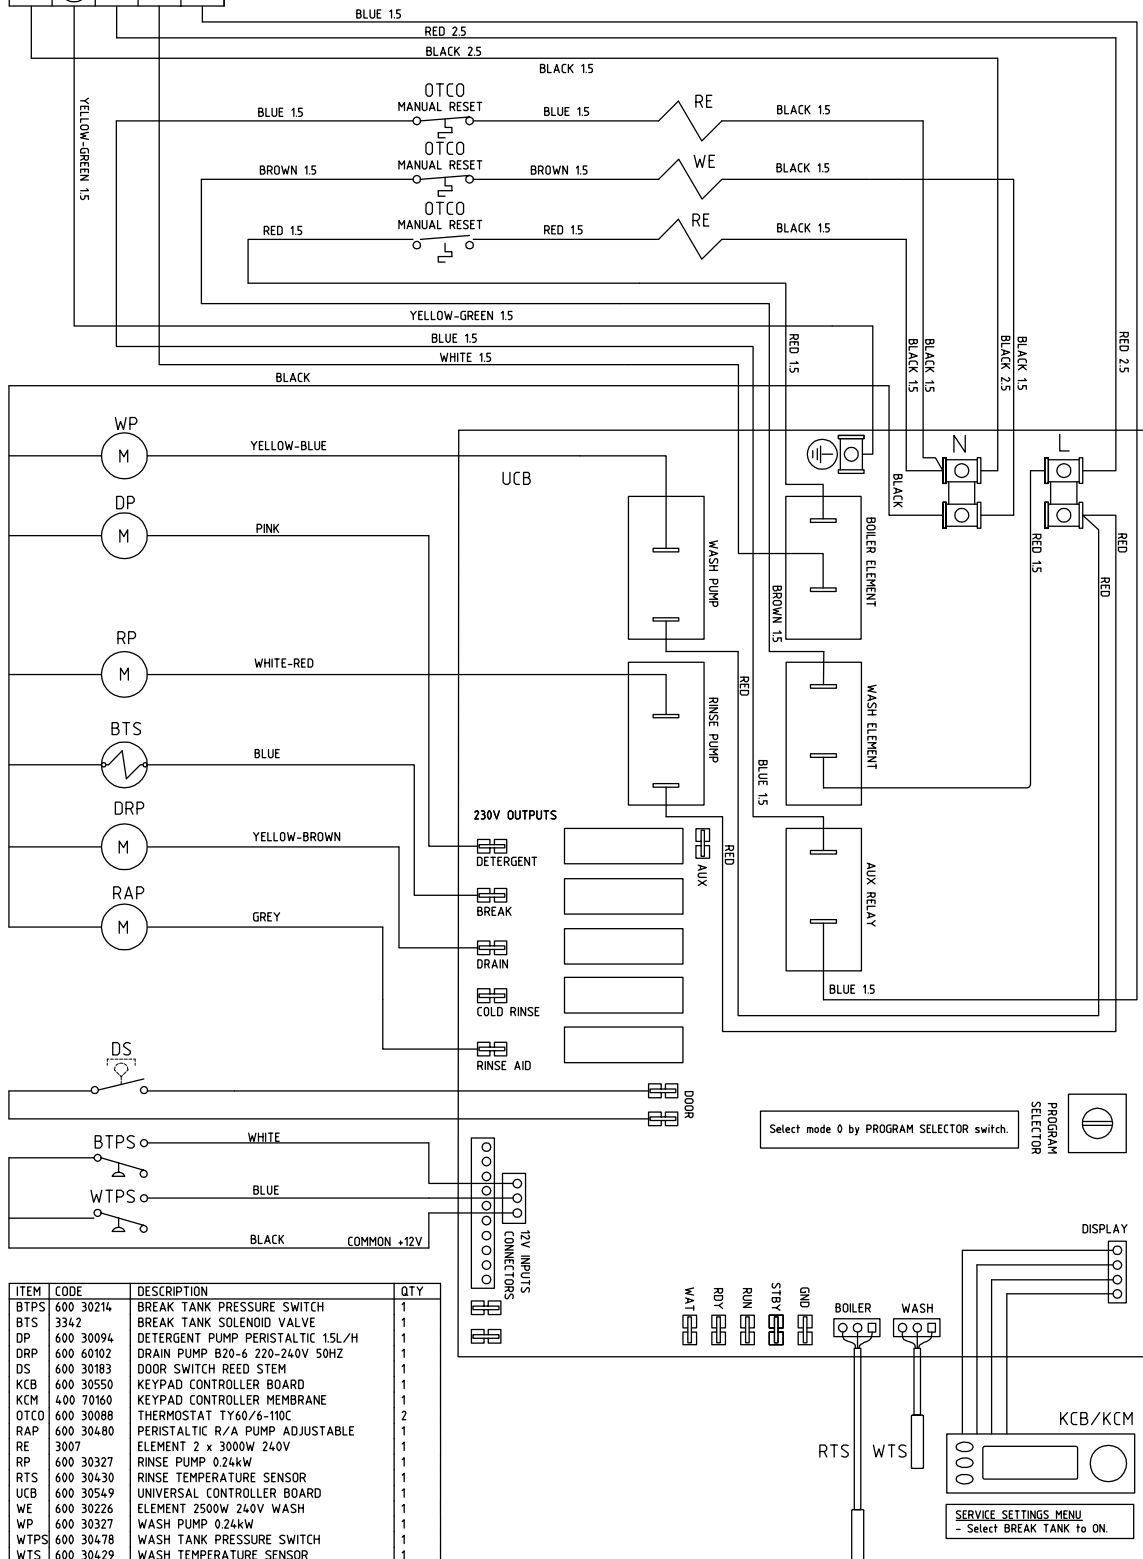 BLUE 1.5
RED 2.5
BLACK 2.5
BLACK 1.5
YELLOW-GREEN 1.5
OTCO
MANUAL RESET
BLUE 1.5
BLUE 1.5
RE
BLACK 1.5
OTCO
MANUAL RESET
BROWN 1.5
BROWN 1.5
WE
BLACK 1.5
OTCO
MANUAL RESET
RED 1.5
RED 1.5
RE
BLACK 1.5
YELLOW-GREEN 1.5
BLUE 1.5
WHITE 1.5
BLACK
RED 1.5
BLACK 1.5
BLACK 1.5
BLACK 2.5
BLACK 1.5
RED 2.5
WP
M
YELLOW-BLUE
UCB
N
L
BLACK
DP
M
PINK
WASH PUMP
BOILER ELEMENT
BROWN 1.5
RED 1.5
RED
RED
RP
M
WHITE-RED
RINSE PUMP
RED
WASH ELEMENT
BTS
BLUE
BLUE 1.5
DRP
M
YELLOW-BROWN
230V OUTPUTS
DETERGENT
AUX
RED
RAP
M
GREY
BREAK
AUX RELAY
DRAIN
BLUE 1.5
COLD RINSE
RINSE AID
DS
DOOR
Select mode 0 by PROGRAM SELECTOR switch.
PROGRAM
SELECTOR
BTPS
WHITE
WTPS
BLUE
BLACK
COMMON +12V
12V INPUTS
CONNECTORS
DISPLAY
WAT
RDY
RUN
STBY
GND
BOILER
WASH
RTS
WTS
KCB/KCM
SERVICE SETTINGS MENU
- Select BREAK TANK to ON.
ITEM CODE DESCRIPTION QTY
BTPS 600 30214 BREAK TANK PRESSURE SWITCH 1
BTS 3342 BREAK TANK SOLENOID VALVE 1
DP 600 30094 DETERGENT PUMP PERISTALTIC 1.5L/H 1
DRP 600 60102 DRAIN PUMP B20-6 220-240V 50HZ 1
DS 600 30183 DOOR SWITCH REED STEM 1
KCB 600 30550 KEYPAD CONTROLLER BOARD 1
KCM 400 70160 KEYPAD CONTROLLER MEMBRANE 1
OTCO 600 30088 THERMOSTAT TY60/6-110C 2
RAP 600 30480 PERISTALTIC R/A PUMP ADJUSTABLE 1
RE 3007 ELEMENT 2 x 3000W 240V 1
RP 600 30327 RINSE PUMP 0.24kW 1
RTS 600 30430 RINSE TEMPERATURE SENSOR 1
UCB 600 30549 UNIVERSAL CONTROLLER BOARD 1
WE 600 30226 ELEMENT 2500W 240V WASH 1
WP 600 30327 WASH PUMP 0.24kW 1
WTPS 600 30478 WASH TANK PRESSURE SWITCH 1
WTS 600 30429 WASH TEMPERATURE SENSOR 1